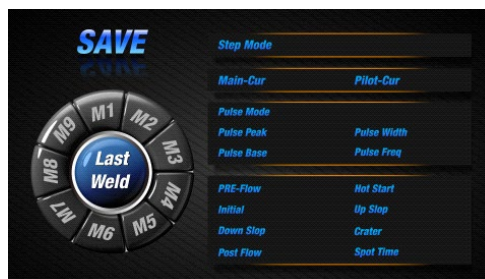 SAVE
M1
M2
M3
M4
M5
M6
M7
M8
M9
Last
Weld
Step Mode
Main-Cur Pilot-Cur
Pulse Mode
Pulse Peak Pulse Width
Pulse Base Pulse Freq
PRE-Flow Hot Start
Initial Up Slop
Down Slop Crater
Post Flow Spot Time